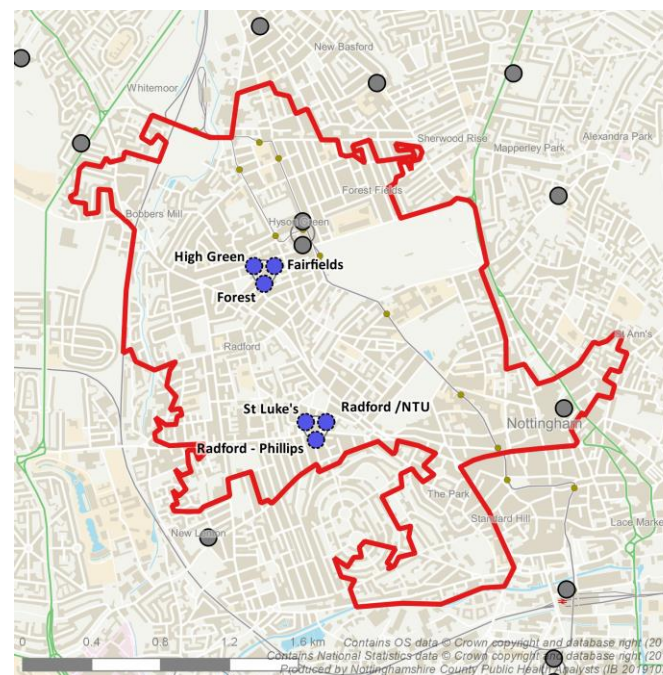 New Basford
Whitemoor
Sherwood Rise
Mapperley Park
Alexandra Park
Forest Fields
Bobbers Mill
Hyson Green
High Green
Fairfields
Forest
St Ann's
Radford
St Luke's
Radford /NTU
Nottingham
Radford - Phillips
The Park
Standard Hill
Lace Marke
New Lenton
0 0.4 0.8 1.2 1.6 km
Contains OS data © Crown copyright and database right (20
Contains National Statistics data © Crown copyright and database right (20
Produced by Nottinghamshire County Public Health Analysts (IB 201910